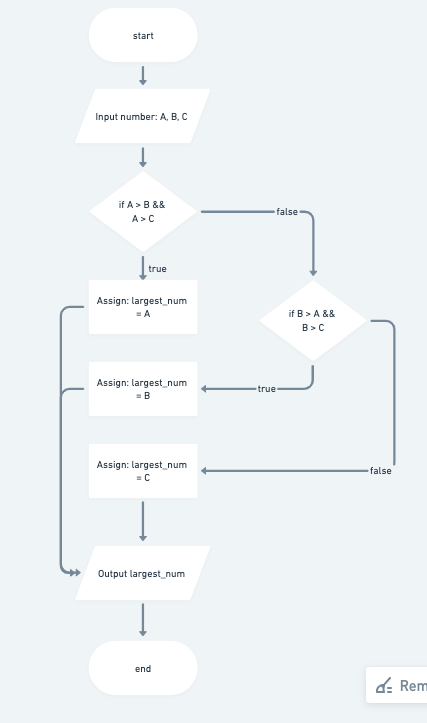 start
Input number: A, B, C
if A > B &&
A > C
false
true
Assign: largest_num
= A
if B > A &&
B > C
Assign: largest_num
= B
true
Assign: largest_num
= C
false
Output largest_num
end
Rem